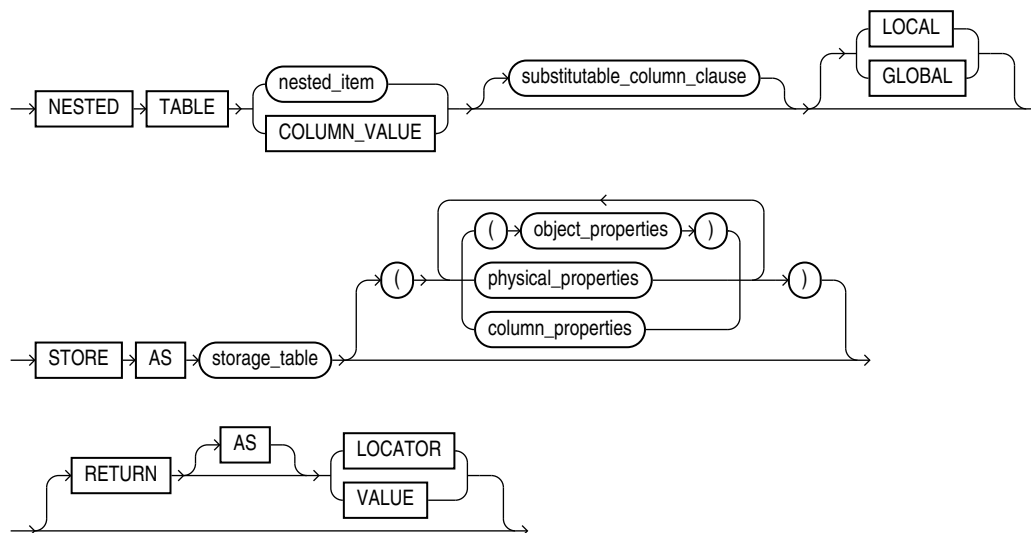 LOCAL
nested_item substitutable_column_clause GLOBAL
NESTED TABLE COLUMN_VALUE
( object_properties )
( physical_properties )
column_properties
STORE AS storage_table
AS LOCATOR
RETURN VALUE